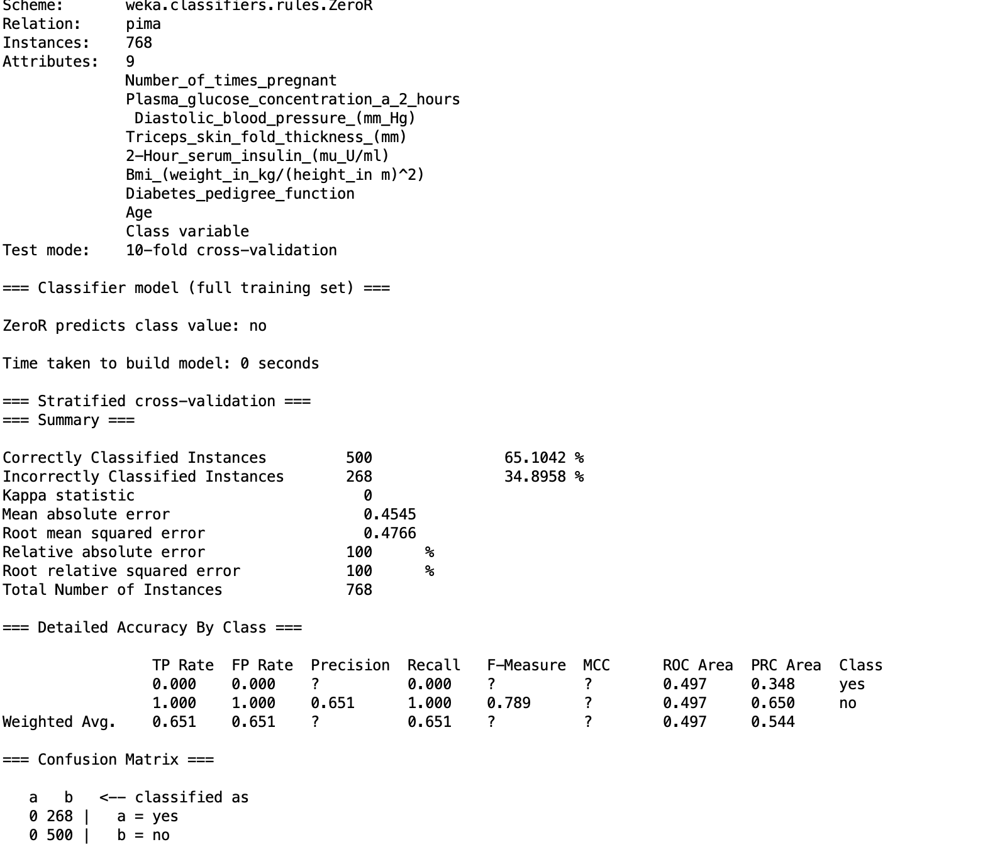 Scheme:       weka.classifiers.rules.ZeroR
Relation:     pima
Instances:    768
Attributes:   9
              Number_of_times_pregnant
              Plasma_glucose_concentration_a_2_hours
               Diastolic_blood_pressure_(mm_Hg)
              Triceps_skin_fold_thickness_(mm)
              2-Hour_serum_insulin_(mu_U/ml)
              Bmi_(weight_in_kg/(height_in m)^2)
              Diabetes_pedigree_function
              Age
              Class variable
Test mode:    10-fold cross-validation
=== Classifier model (full training set) ===
ZeroR predicts class value: no
Time taken to build model: 0 seconds
=== Stratified cross-validation ===
=== Summary ===
Correctly Classified Instances         500               65.1042 %
Incorrectly Classified Instances       268               34.8958 %
Kappa statistic                          0
Mean absolute error                      0.4545
Root mean squared error                  0.4766
Relative absolute error                100      %
Root relative squared error            100      %
Total Number of Instances              768
=== Detailed Accuracy By Class ===
                 TP Rate  FP Rate  Precision  Recall   F-Measure  MCC      ROC Area  PRC Area  Class
                 0.000    0.000    ?          0.000    ?          ?        0.497     0.348     yes
                 1.000    1.000    0.651      1.000    0.789      ?        0.497     0.650     no
Weighted Avg.    0.651    0.651    ?          0.651    ?          ?        0.497     0.544
=== Confusion Matrix ===
   a   b   <-- classified as
   0 268 |   a = yes
   0 500 |   b = no